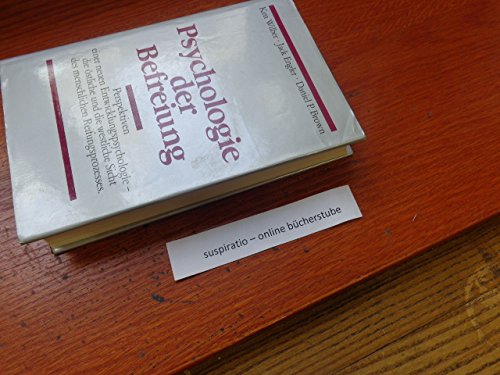 Ken Wilber · Jack Engler · Daniel P. Brown
Psychologie
der
Befreiung
Perspektiven
einer neuen Entwicklungspsychologie –
die östliche und die westliche Sicht
des menschlichen Reifungsprozesses.
suspiratio – online bücherstube